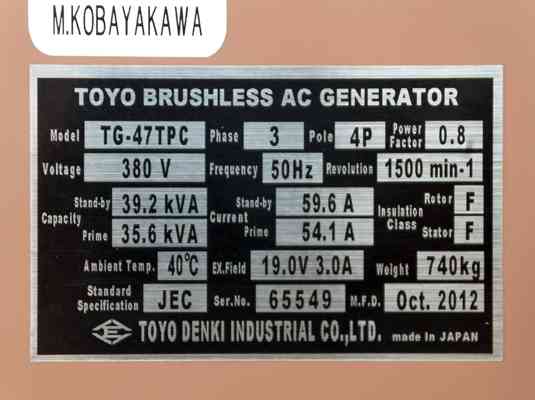 M.KOBAYAKAWA
TOYO BRUSHLESS AC GENERATOR
Model TG-47TPC Phase 3 Pole 4P Power Factor 0.8
Voltage 380 V Frequency 50Hz Revolution 1500 min-1
Capacity Stand-by 39.2 kVA Current Stand-by 59.6 A Insulation Class Rotor F
Prime 35.6 kVA Prime 54.1 A Stator F
Ambient Temp. 40℃ EX.Field 19.0V 3.0A Weight 740kg
Standard Specification JEC Ser.No. 65549 M.F.D. Oct. 2012
TOYO DENKI INDUSTRIAL CO.,LTD. made in JAPAN